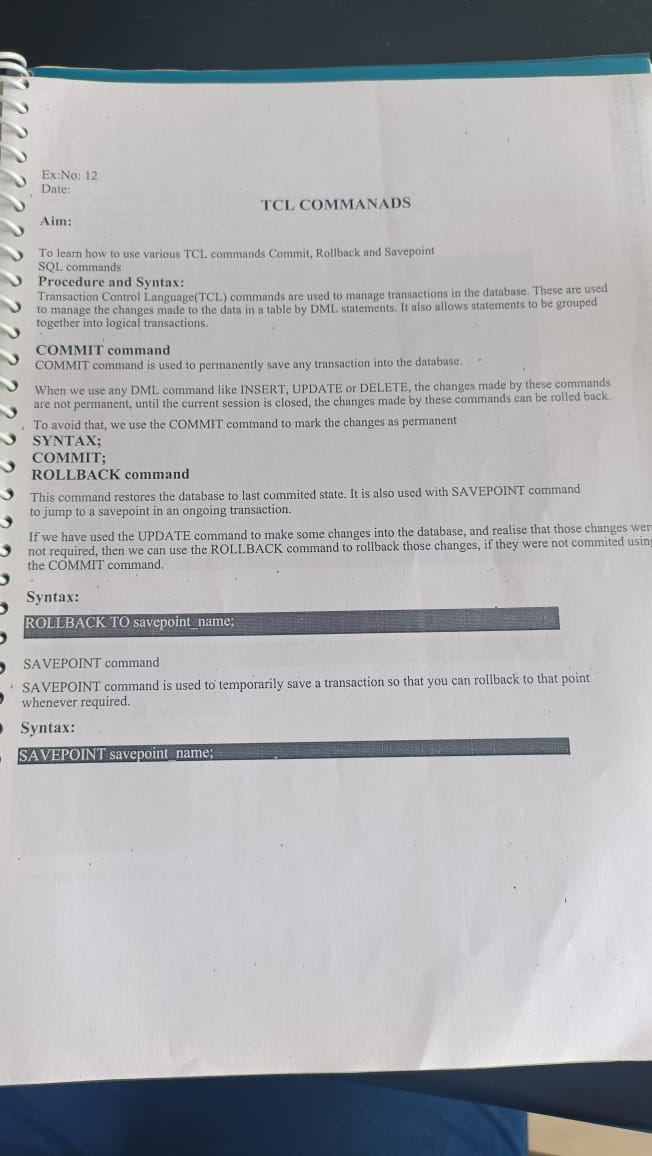 Ex:No: 12
Date:
TCL COMMANADS
Aim:
To learn how to use various TCL commands Commit, Rollback and Savepoint
SQL commands
Procedure and Syntax:
Transaction Control Language(TCL) commands are used to manage transactions in the database. These are used
to manage the changes made to the data in a table by DML statements. It also allows statements to be grouped
together into logical transactions.
COMMIT command
COMMIT command is used to permanently save any transaction into the database.
When we use any DML command like INSERT, UPDATE or DELETE, the changes made by these commands
are not permanent, until the current session is closed, the changes made by these commands can be rolled back.
To avoid that, we use the COMMIT command to mark the changes as permanent
SYNTAX;
COMMIT;
ROLLBACK command
This command restores the database to last commited state. It is also used with SAVEPOINT command
to jump to a savepoint in an ongoing transaction.
If we have used the UPDATE command to make some changes into the database, and realise that those changes wer
not required, then we can use the ROLLBACK command to rollback those changes, if they were not commited usin
the COMMIT command.
Syntax:
ROLLBACK TO savepoint_name;
SAVEPOINT command
SAVEPOINT command is used to temporarily save a transaction so that you can rollback to that point
whenever required.
Syntax:
SAVEPOINT savepoint_name;